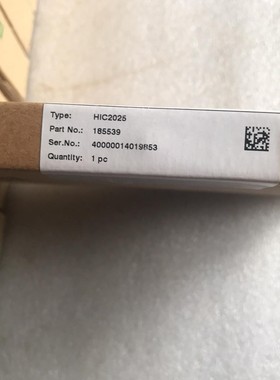 Type: HIC2025
Part No.: 185539
Ser.No.: 40000014019853
Quantity: 1 pc